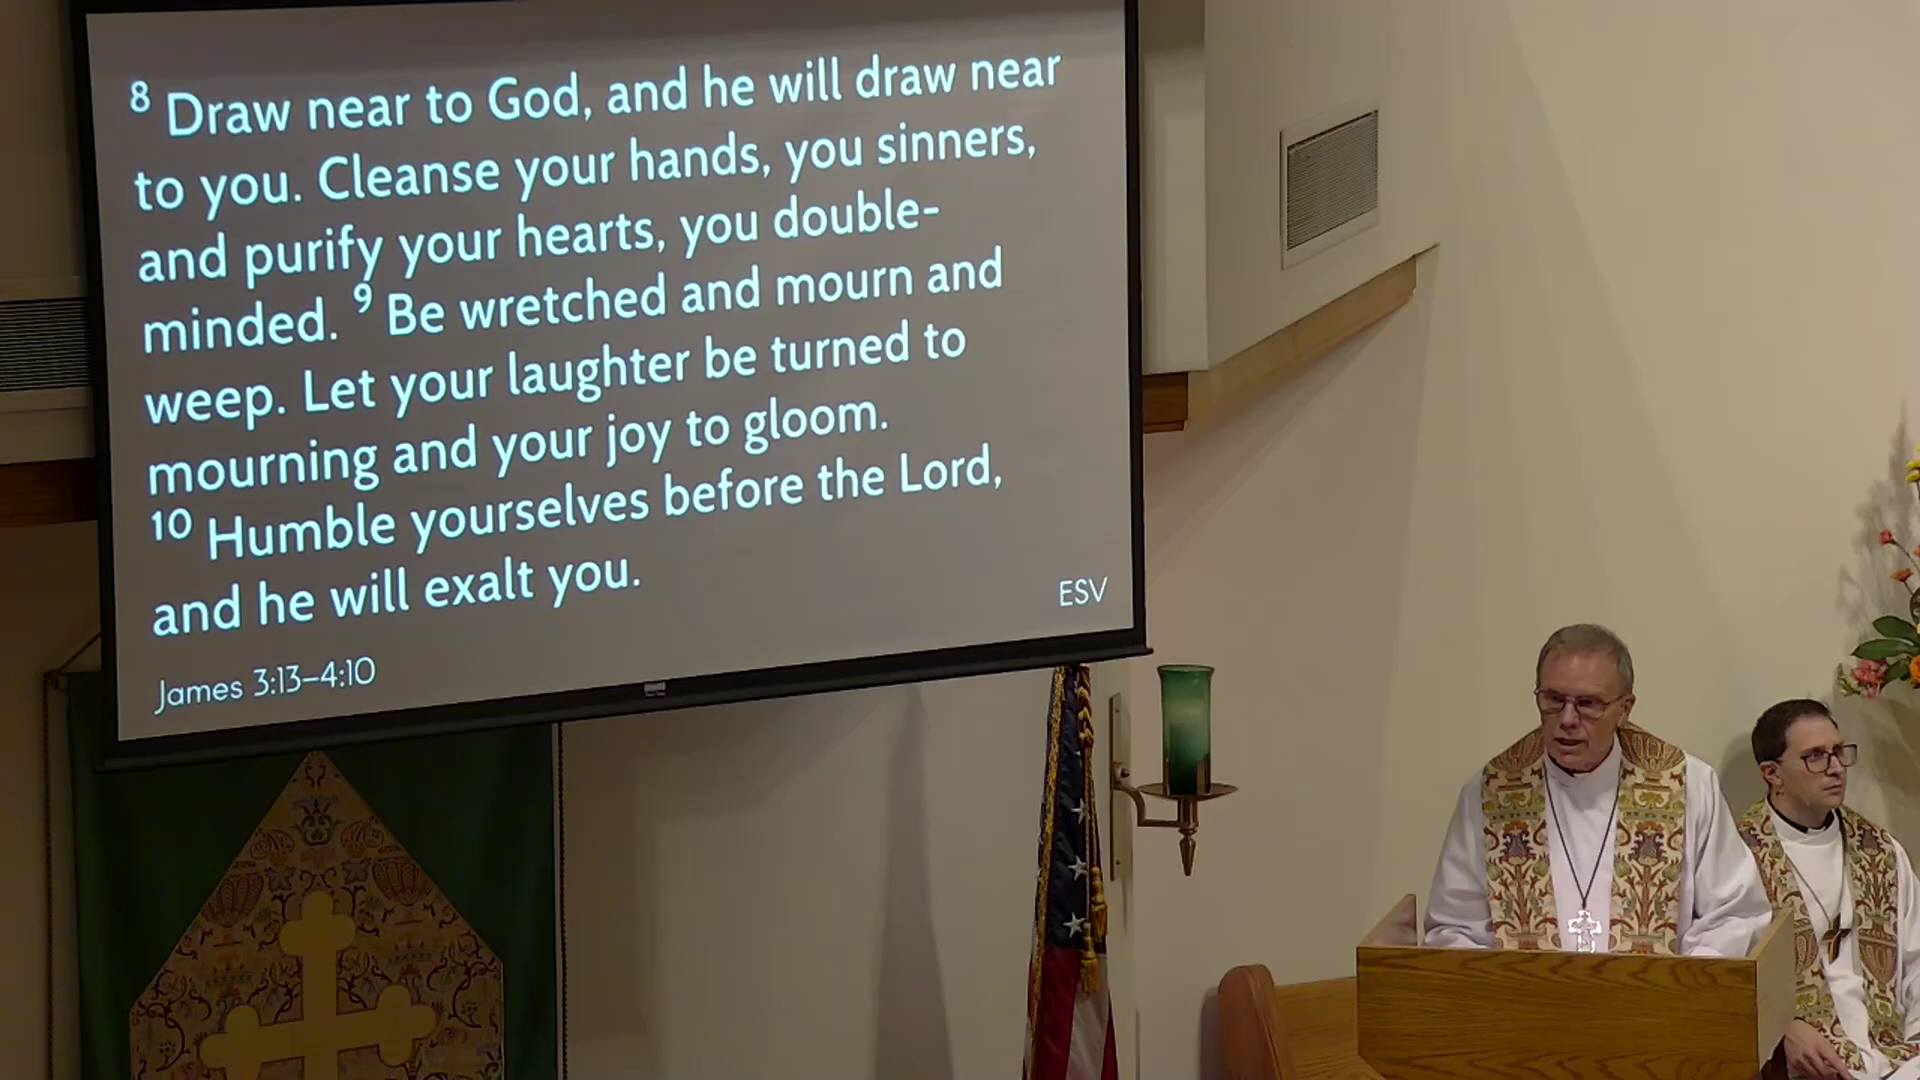 8 Draw near to God, and he will draw near
to you. Cleanse your hands, you sinners,
and purify your hearts, you double-
minded. 9 Be wretched and mourn and
weep. Let your laughter be turned to
mourning and your joy to gloom.
10 Humble yourselves before the Lord,
and he will exalt you.
ESV
James 3:13–4:10